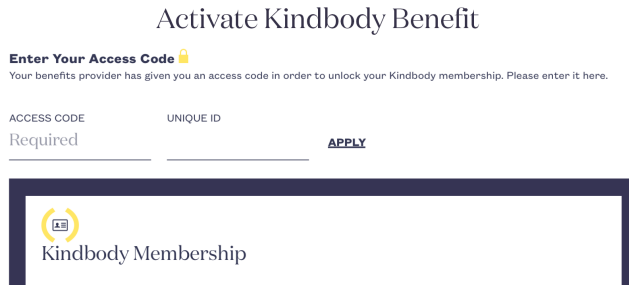 Activate Kindbody Benefit
Enter Your Access Code
Your benefits provider has given you an access code in order to unlock your Kindbody membership. Please enter it here.
ACCESS CODE UNIQUE ID
Required APPLY
Kindbody Membership